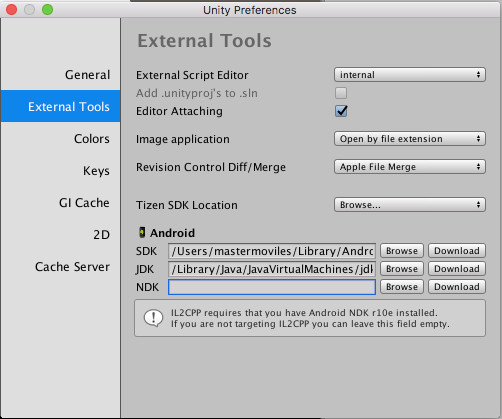 Unity Preferences
General
External Tools
Colors
Keys
GI Cache
2D
Cache Server
External Tools
External Script Editor internal
Add .unityproj's to .sln
Editor Attaching
Image application Open by file extension
Revision Control Diff/Merge Apple File Merge
Tizen SDK Location Browse...
Android
SDK /Users/mastermoviles/Library/Andro Browse Download
JDK /Library/Java/JavaVirtualMachines/jdk Browse Download
NDK Browse Download
IL2CPP requires that you have Android NDK r10e installed.
If you are not targeting IL2CPP you can leave this field empty.